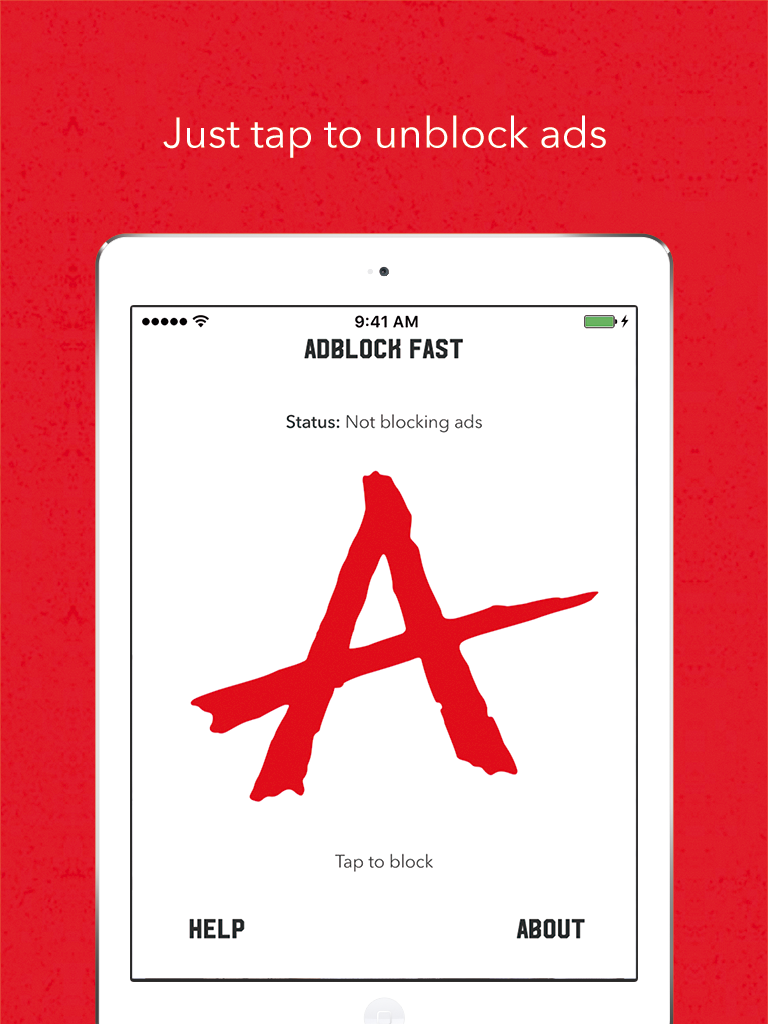 Just tap to unblock ads
9:41 AM
ADBLOCK FAST
Status: Not blocking ads
A
Tap to block
HELP
ABOUT